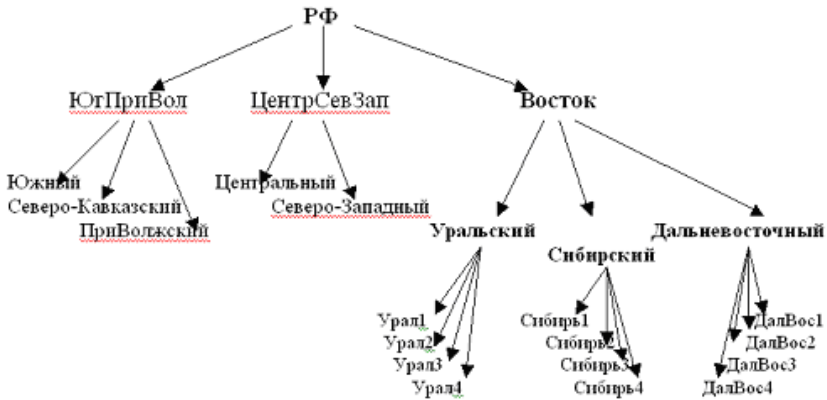 РФ
ЮгПриВол ЦентрСевЗап Восток
Южный Центральный
Северо-Кавказский Северо-Западный
ПриВолжский Уральский Дальневосточный
Сибирский
Урал1 Сибирь1 ДалВос1
Урал2 Сибирь2 ДалВос2
Урал3 Сибирь3 ДалВос3
Урал4 Сибирь4 ДалВос4